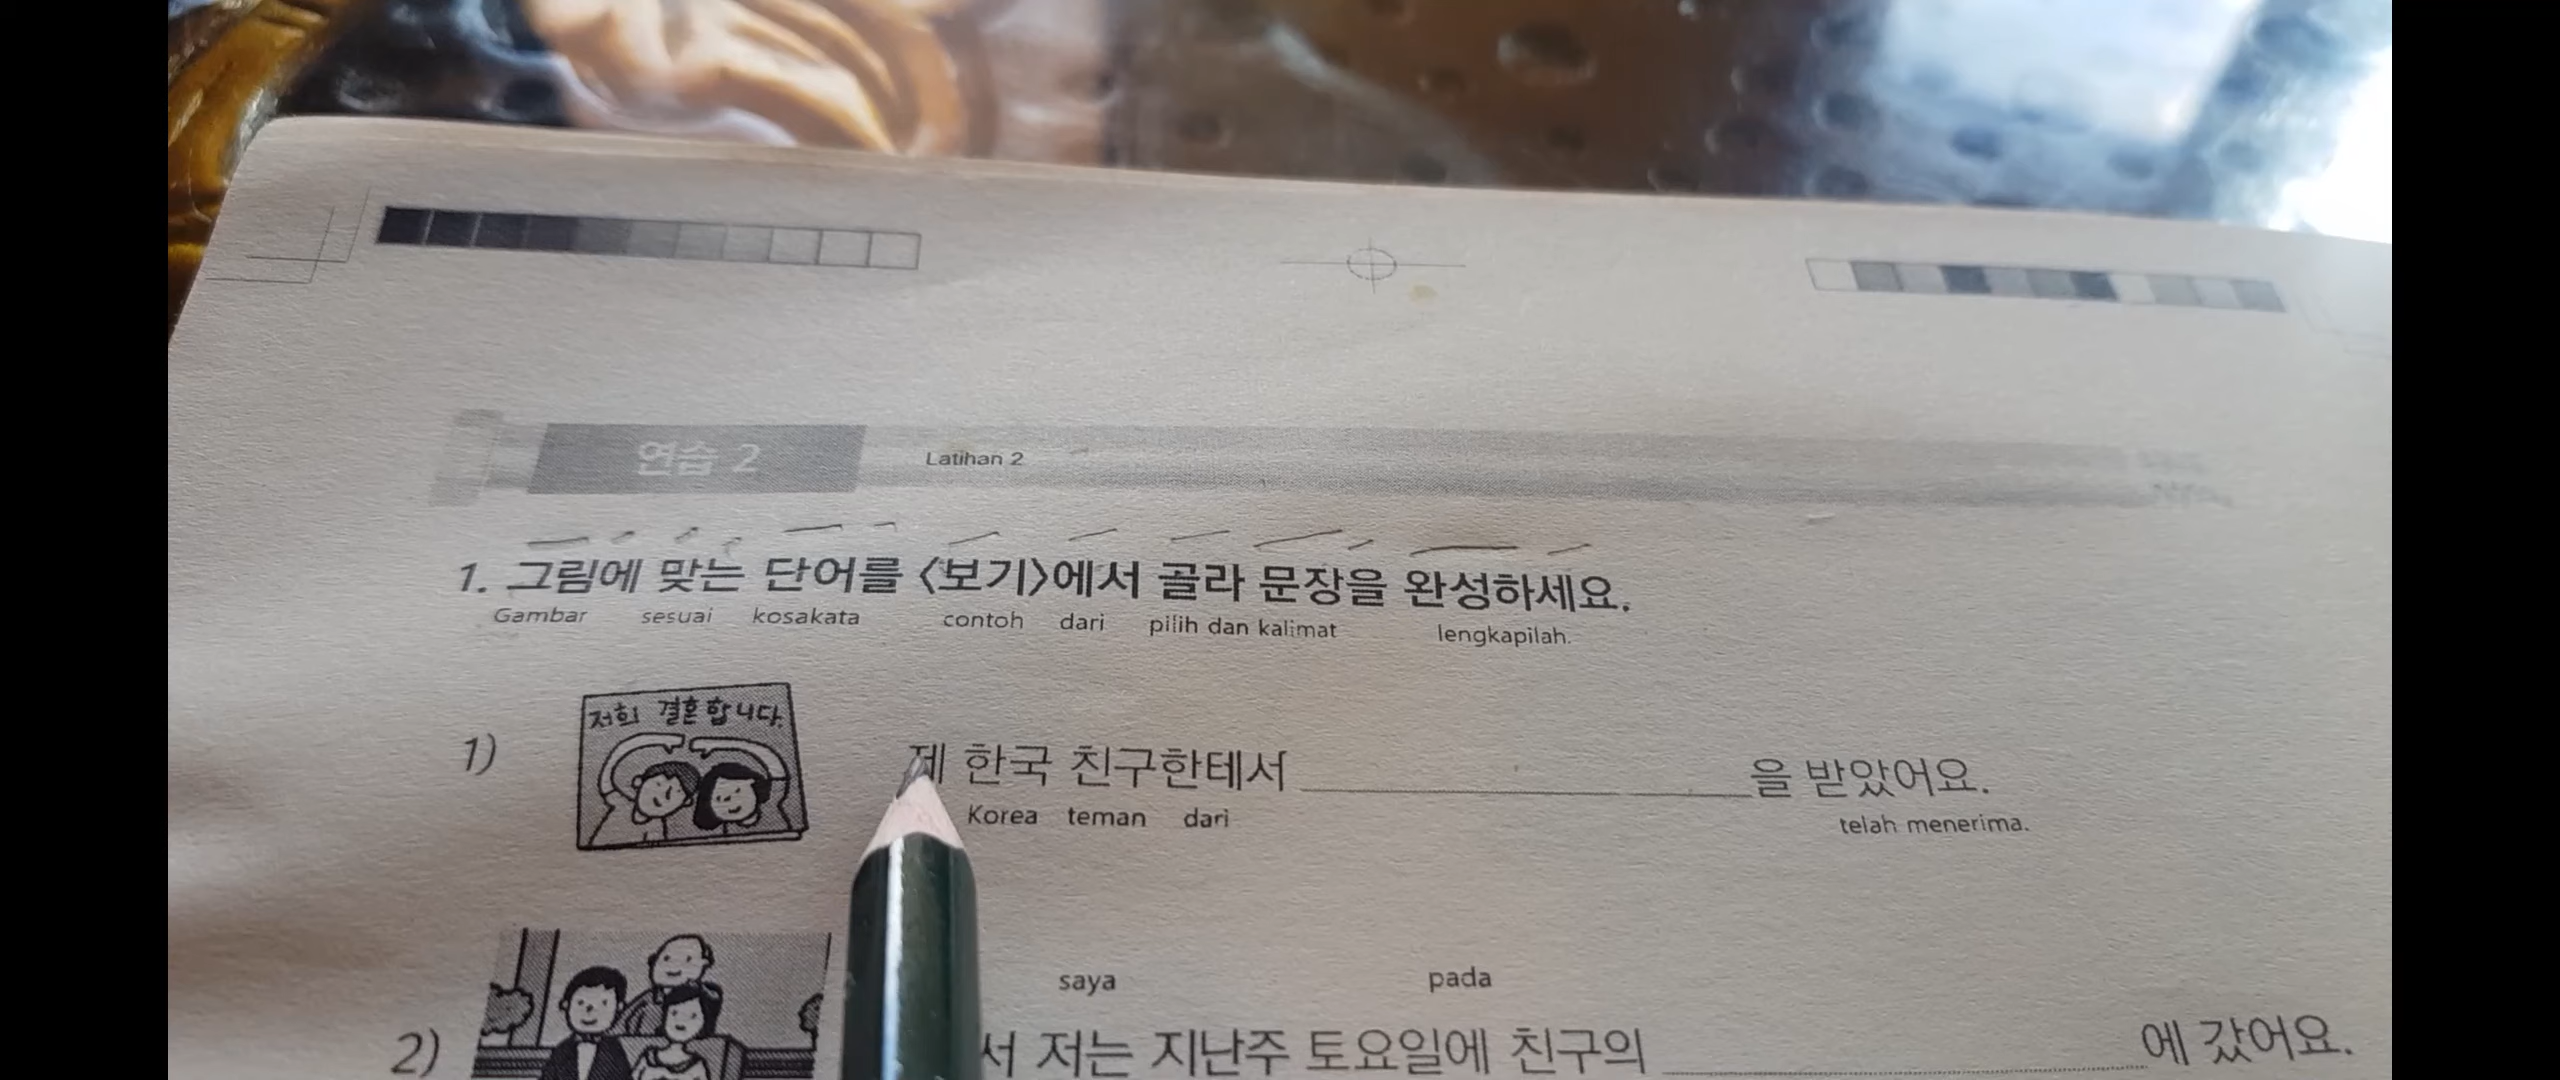 연습 2 Latihan 2
1. 그림에 맞는 단어를 <보기>에서 골라 문장을 완성하세요.
Gambar sesuai kosakata contoh dari pilih dan kalimat lengkapilah.
저희 결혼합니다.
1) 제 한국 친구한테서 을 받았어요.
Korea teman dari telah menerima.
saya pada
2) 서 저는 지난주 토요일에 친구의 에 갔어요.